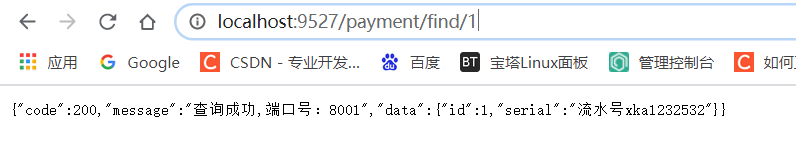 localhost:9527/payment/find/1
应用 Google CSDN - 专业开发... 百度 BT 宝塔Linux面板 管理控制台 如何
{"code":200,"message":"查询成功,端口号: 8001","data":{"id":1,"serial":"流水号xka1232532"}}